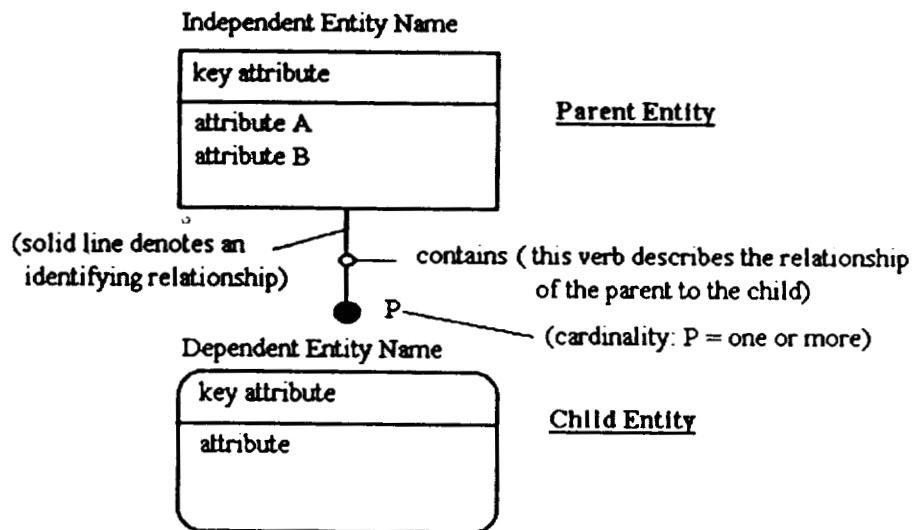 Independent Entity Name
key attribute
attribute A
attribute B
Parent Entity
(solid line denotes an
identifying relationship)
contains ( this verb describes the relationship
of the parent to the child)
P
(cardinality: P = one or more)
Dependent Entity Name
key attribute
attribute
Child Entity